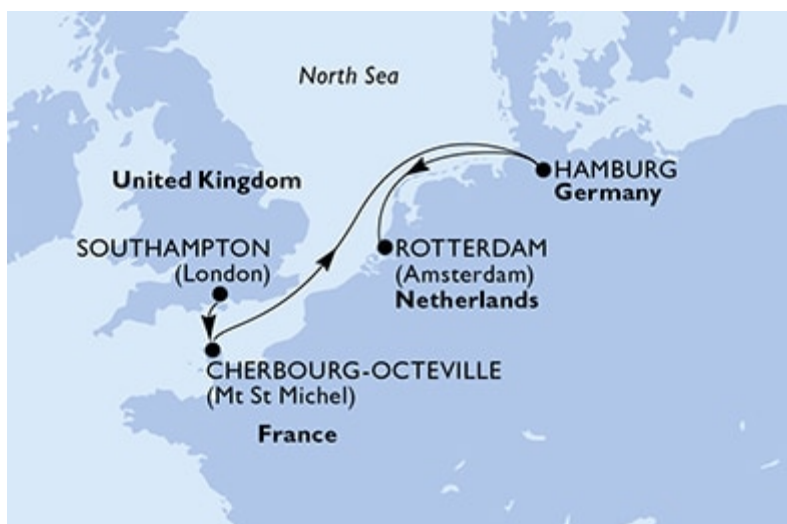 North Sea
United Kingdom
HAMBURG
Germany
SOUTHAMPTON
(London)
ROTTERDAM
(Amsterdam)
Netherlands
CHERBOURG-OCTEVILLE
(Mt St Michel)
France